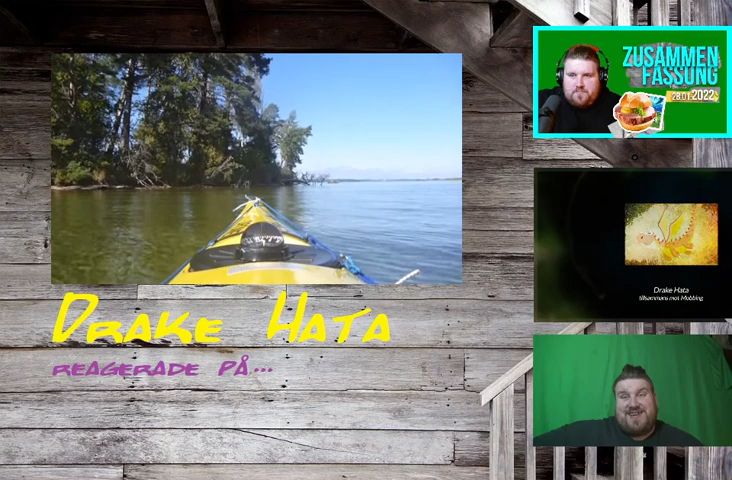 ZUSAMMEN
FASSUNG
28.01.2022
Drake Hata
tillsammans mot Mobbing
DRAKE HATA
REAGERADE PÅ...